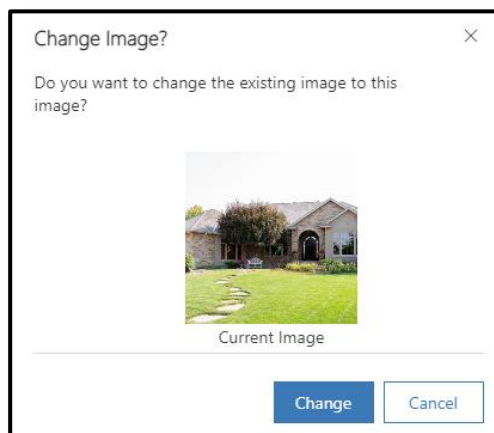 Change Image?
Do you want to change the existing image to this
image?
Current Image
Change
Cancel